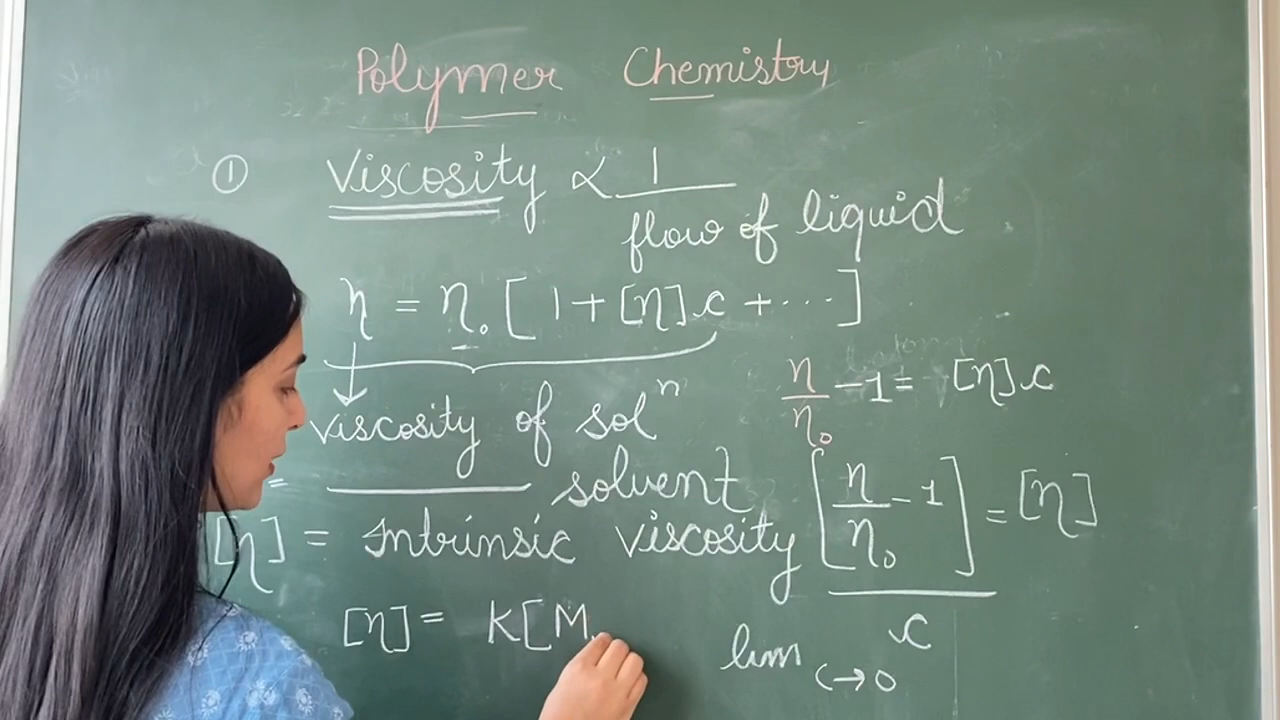 Polymer Chemistry
① Viscosity ∝ 1
flow of liquid
η = η₀ [ 1 + [η] c + ··· ]
viscosity of solⁿ
η/η₀ - 1 = [η] c
= ____ solvent
[η] = Intrinsic viscosity
[η/η₀ - 1] / c = [η]
lim c→0
[η] = K[M